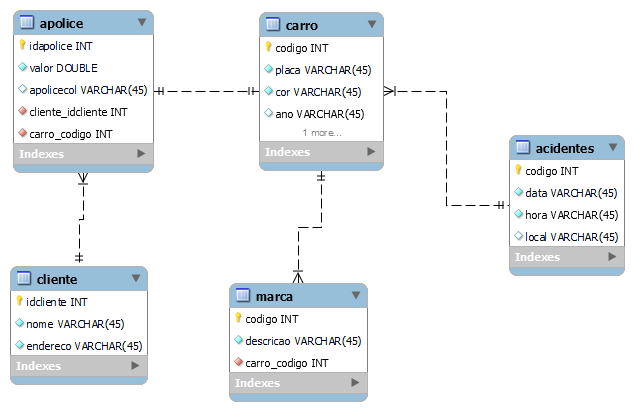 apolice
idapolice INT
valor DOUBLE
apolicecol VARCHAR(45)
cliente_idcliente INT
carro_codigo INT
Indexes
carro
codigo INT
placa VARCHAR(45)
cor VARCHAR(45)
ano VARCHAR(45)
1 more...
Indexes
acidentes
codigo INT
data VARCHAR(45)
hora VARCHAR(45)
local VARCHAR(45)
Indexes
cliente
idcliente INT
nome VARCHAR(45)
endereco VARCHAR(45)
Indexes
marca
codigo INT
descricao VARCHAR(45)
carro_codigo INT
Indexes